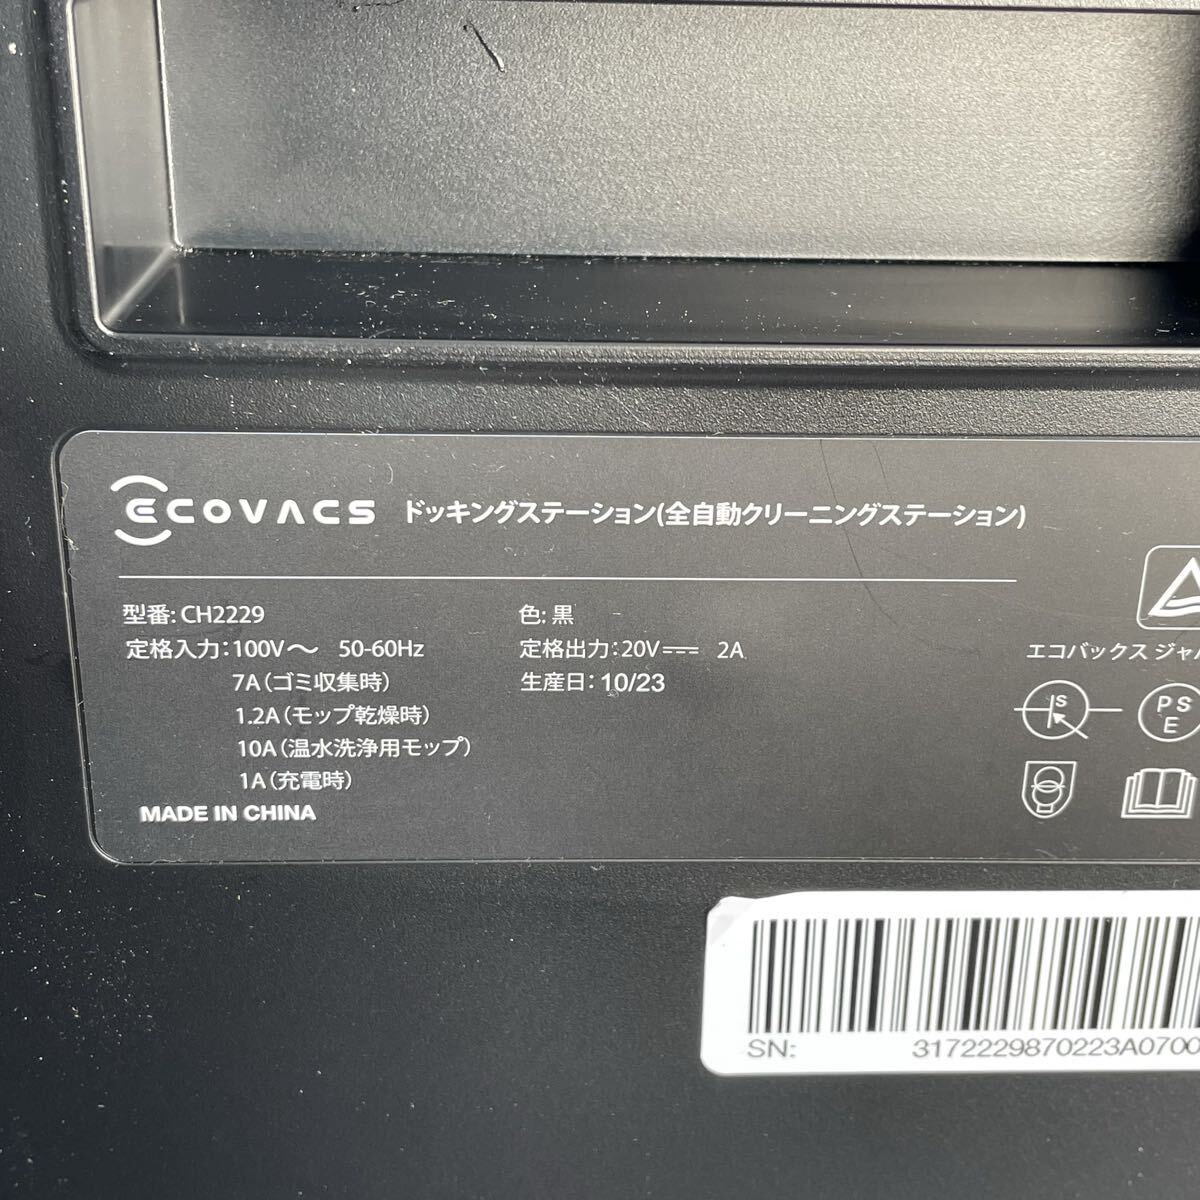 ECOVACS ドッキングステーション(全自動クリーニングステーション)
型番: CH2229 色: 黒
定格入力: 100V～ 50-60Hz 定格出力: 20V⎓ 2A
7A (ゴミ収集時) 生産日: 10/23
1.2A (モップ乾燥時)
10A (温水洗浄用モップ)
1A (充電時)
MADE IN CHINA
エコバックス ジャパ
S
PS
E
SN: 3172229870223A0700